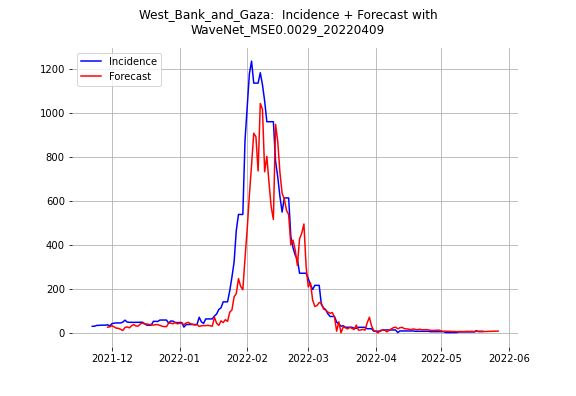 West_Bank_and_Gaza:  Incidence + Forecast with
WaveNet_MSE0.0029_20220409
Incidence
Forecast
1200
1000
800
600
400
200
0
2021-12 2022-01 2022-02 2022-03 2022-04 2022-05 2022-06